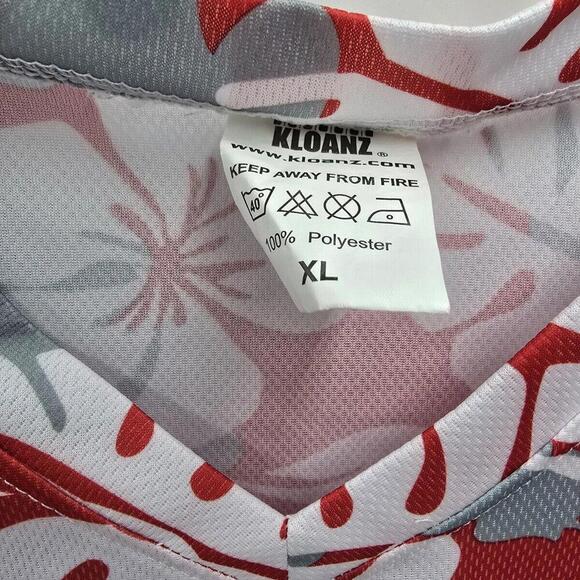 KLOANZ®
www.kloanz.com
KEEP AWAY FROM FIRE
40°
100% Polyester
XL